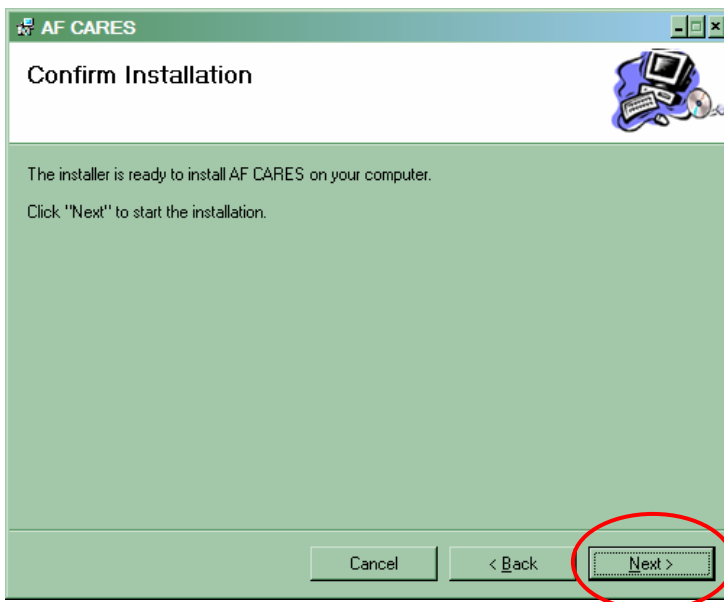 AF CARES
Confirm Installation
The installer is ready to install AF CARES on your computer.
Click "Next" to start the installation.
Cancel
< Back
Next >